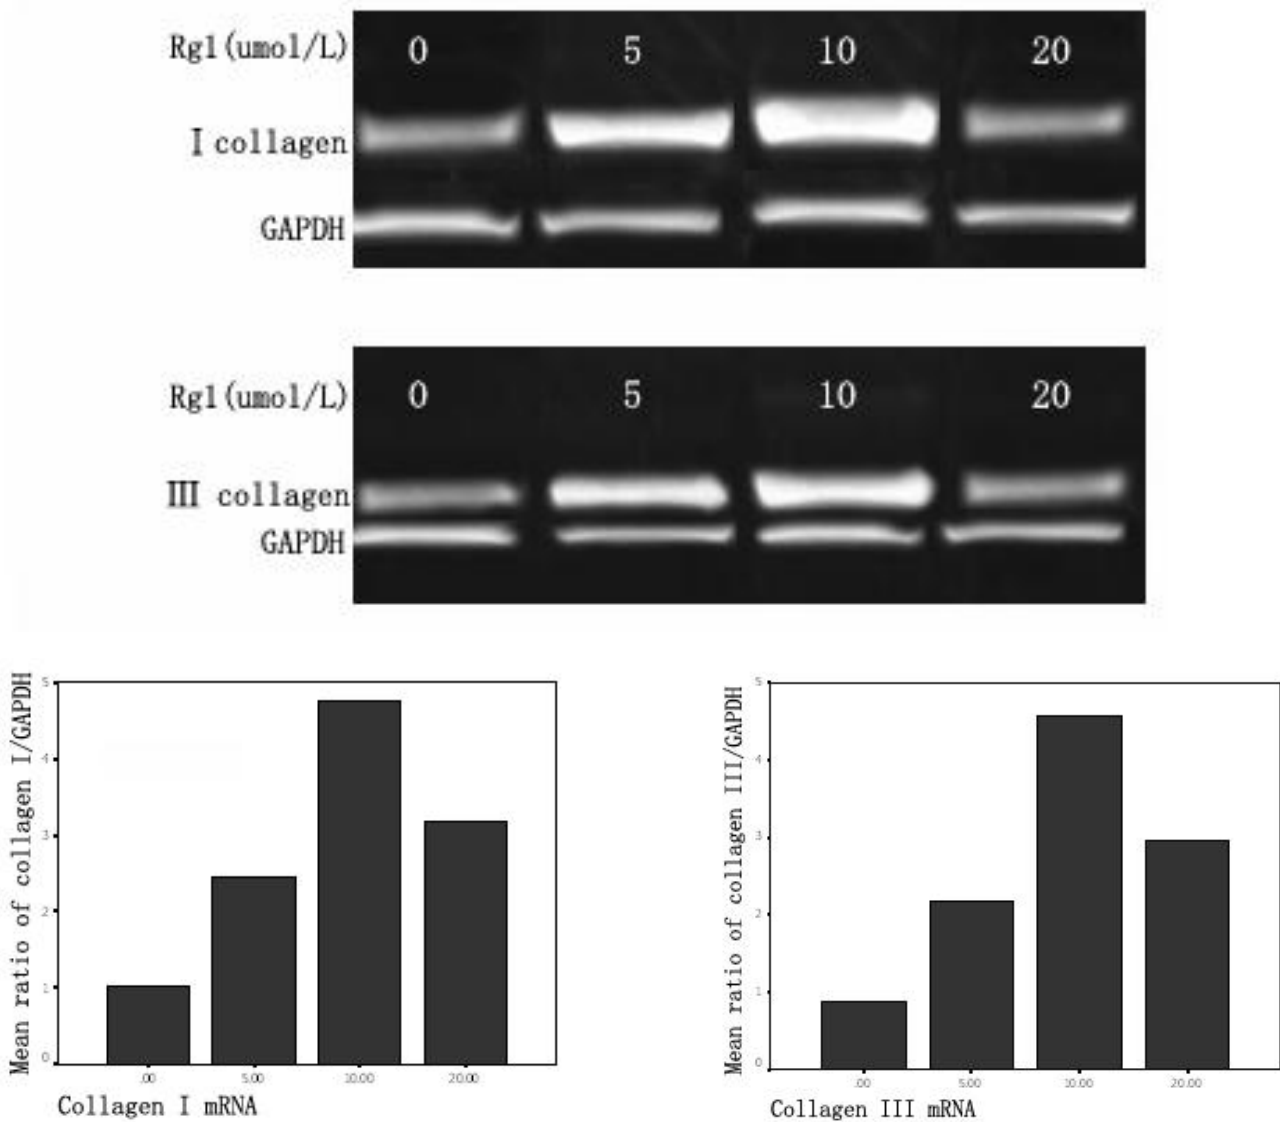 Rg1(umol/L) 0 5 10 20
I collagen
GAPDH
Rg1(umol/L) 0 5 10 20
III collagen
GAPDH
Mean ratio of collagen I/GAPDH
5
4
3
2
1
0
.00 5.00 10.00 20.00
Collagen I mRNA
Mean ratio of collagen III/GAPDH
5
4
3
2
1
0
.00 5.00 10.00 20.00
Collagen III mRNA